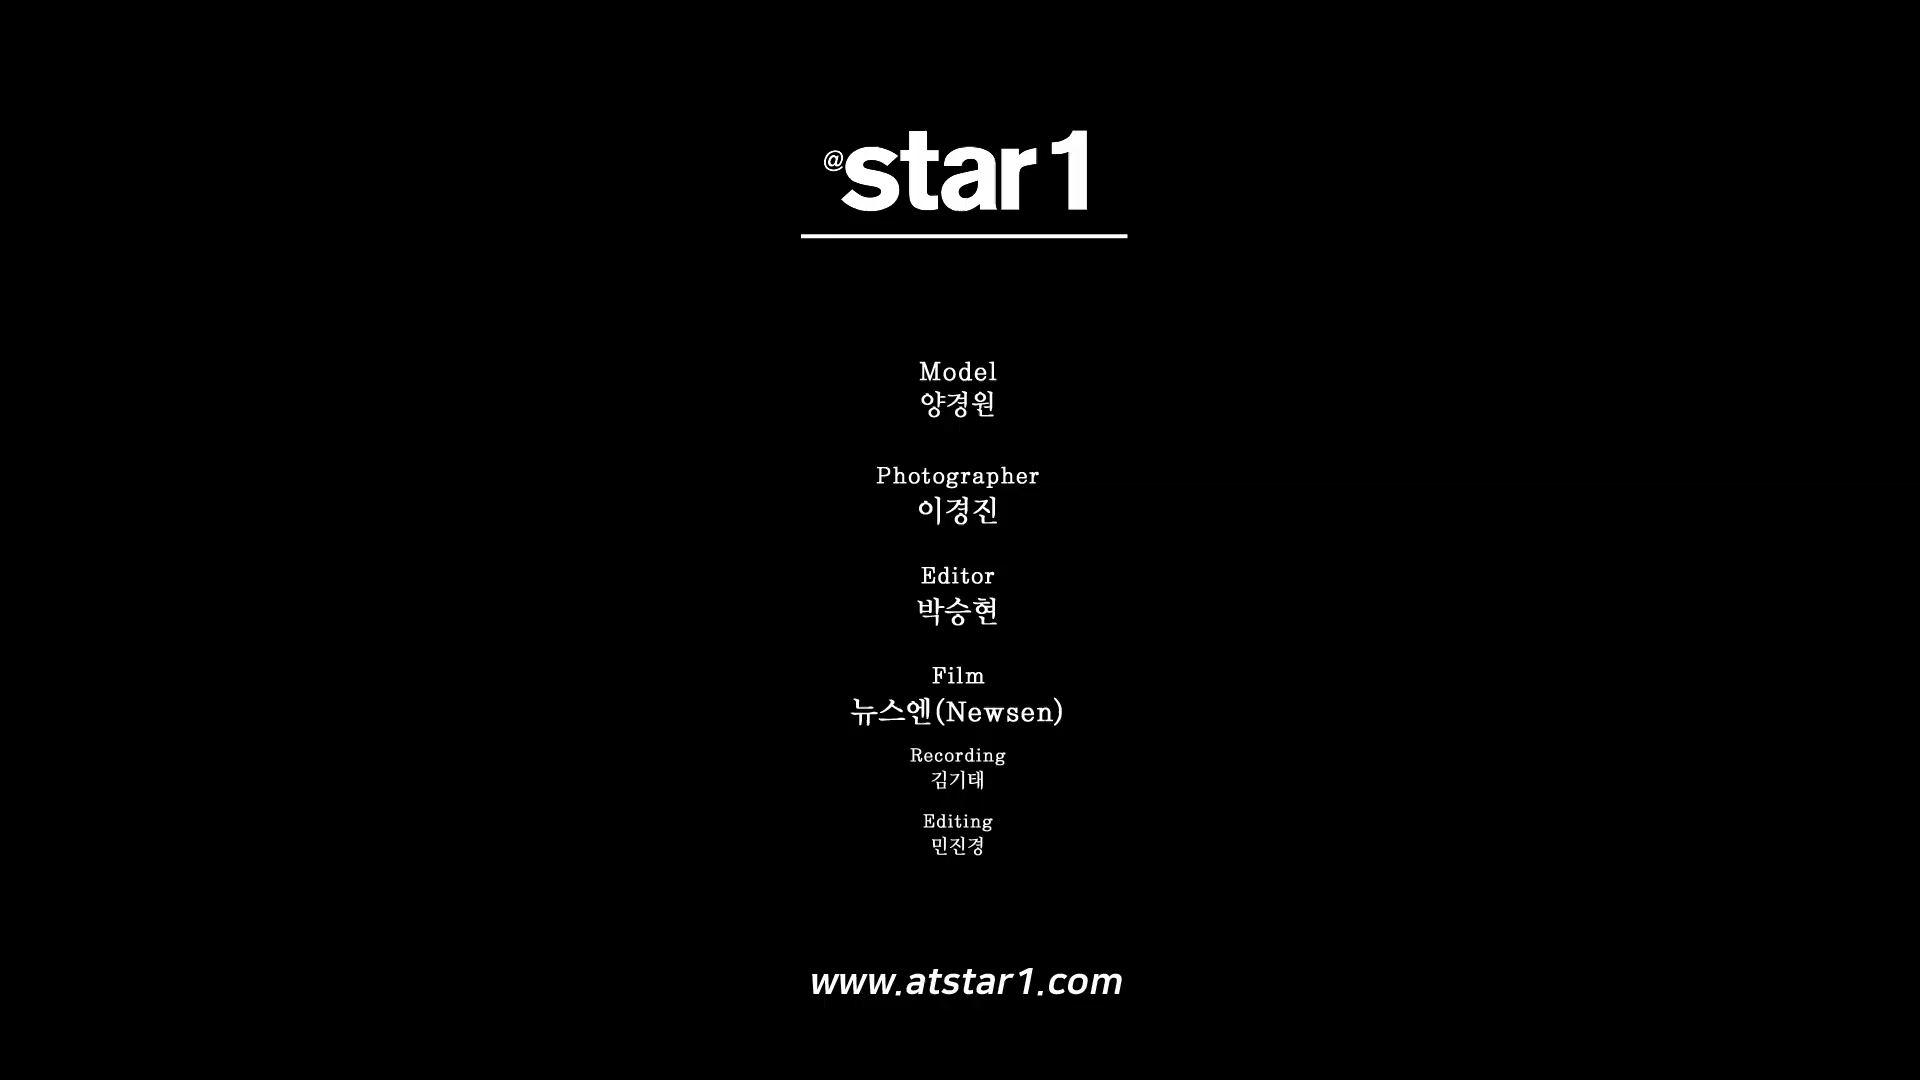 @star1
Model
양경원
Photographer
이경진
Editor
박승현
Film
뉴스엔(Newsen)
Recording
김기태
Editing
민진경
www.atstar1.com